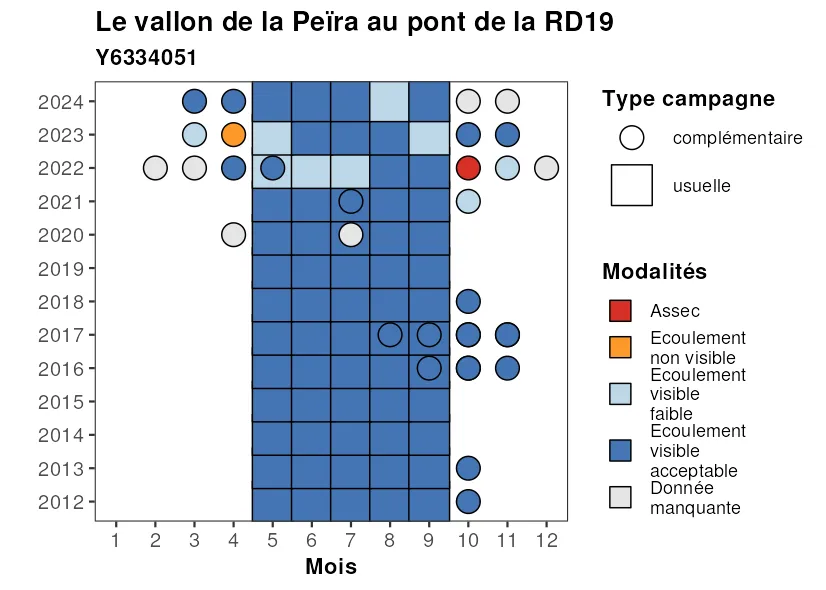 Le vallon de la Peïra au pont de la RD19
Y6334051
2024
2023
2022
2021
2020
2019
2018
2017
2016
2015
2014
2013
2012
1 2 3 4 5 6 7 8 9 10 11 12
Mois
Type campagne
complémentaire
usuelle
Modalités
Assec
Ecoulement
non visible
Ecoulement
visible
faible
Ecoulement
visible
acceptable
Donnée
manquante